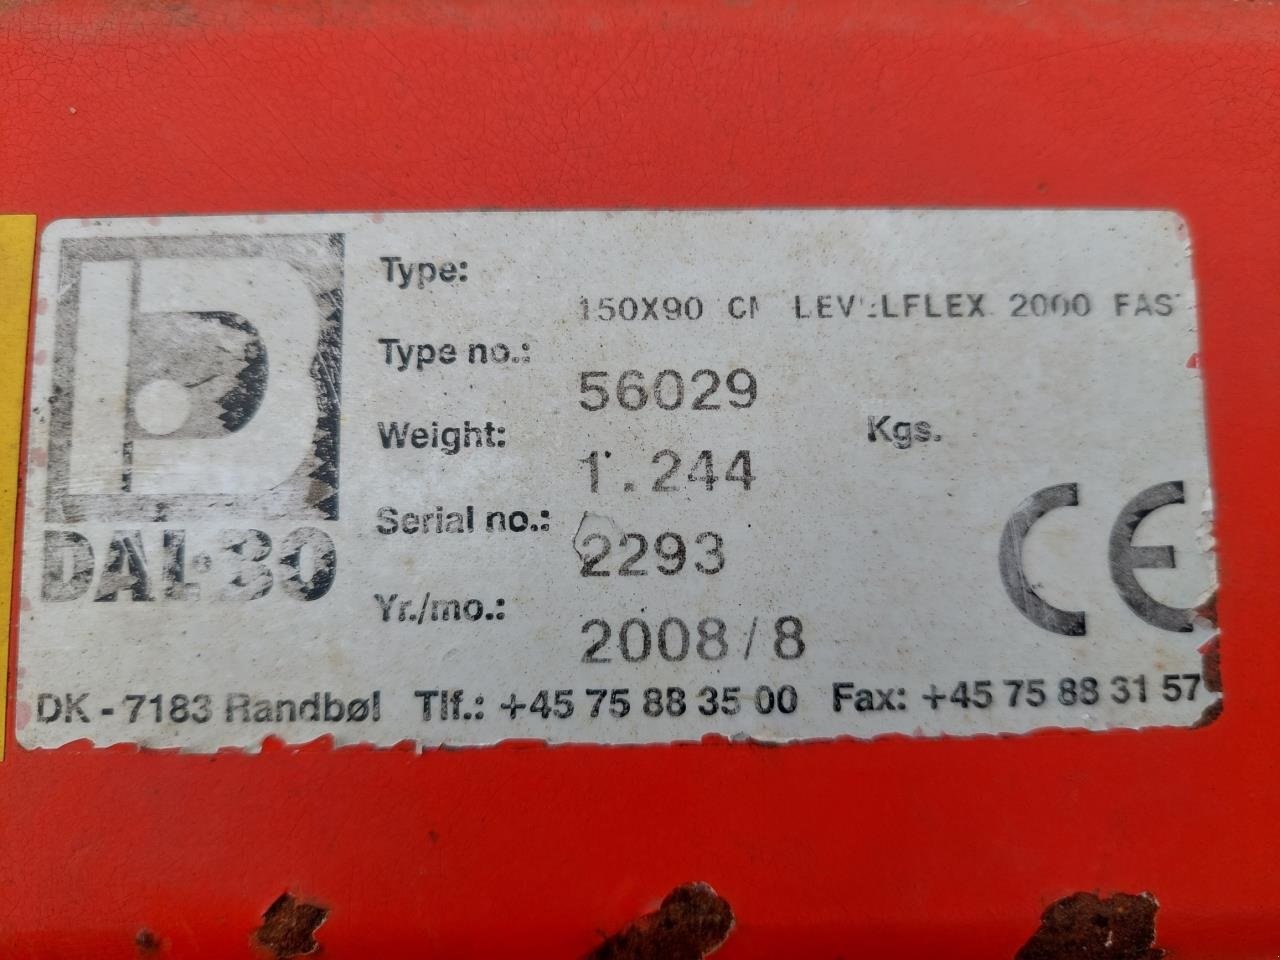 Type:
150X90 CM LEVELFLEX 2000 FAST
Type no.: 56029
Weight: 1.244 Kgs.
Serial no.: 2293
Yr./mo.: 2008/8
DAL-BO
CE
DK - 7183 Randbøl Tlf.: +45 75 88 35 00 Fax: +45 75 88 31 57